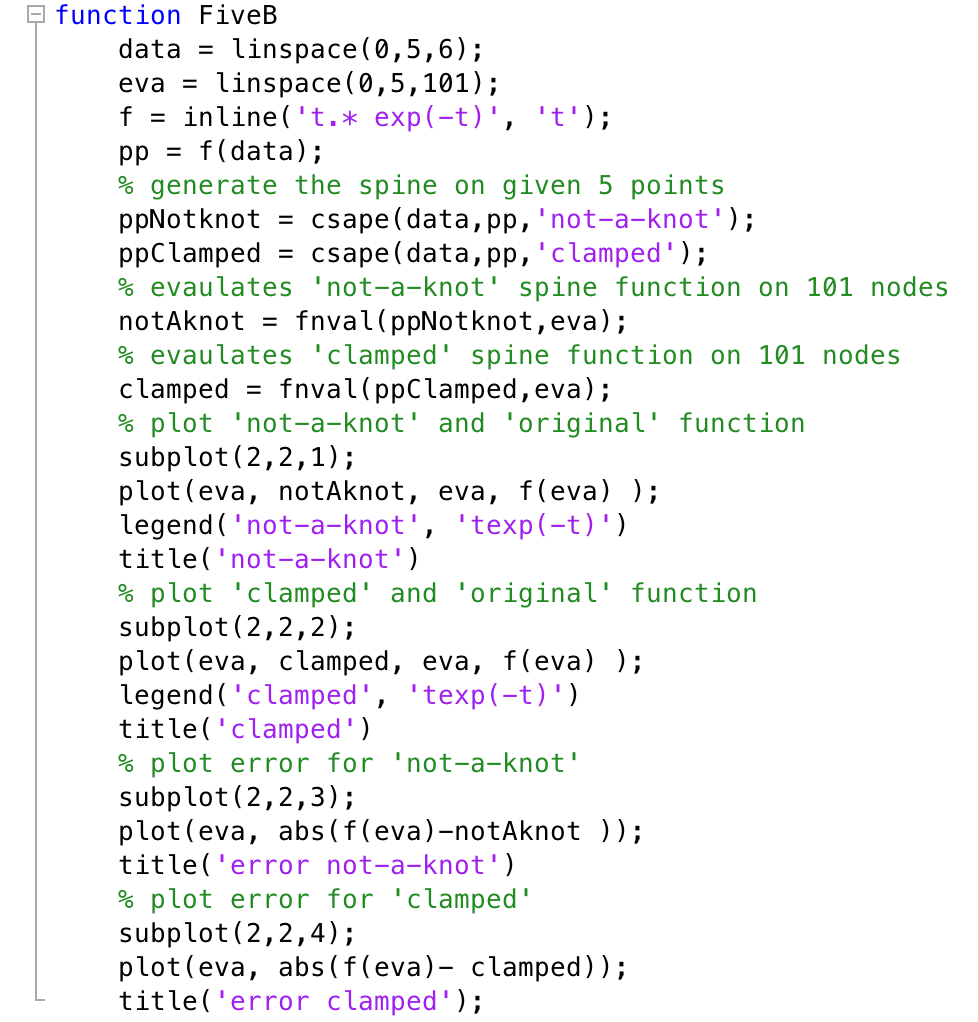 function FiveB
data = linspace(0,5,6);
eva = linspace(0,5,101);
f = inline('t.* exp(-t)', 't');
pp = f(data);
% generate the spine on given 5 points
ppNotknot = csape(data,pp,'not-a-knot');
ppClamped = csape(data,pp,'clamped');
% evaulates 'not-a-knot' spine function on 101 nodes
notAknot = fnval(ppNotknot,eva);
% evaulates 'clamped' spine function on 101 nodes
clamped = fnval(ppClamped,eva);
% plot 'not-a-knot' and 'original' function
subplot(2,2,1);
plot(eva, notAknot, eva, f(eva) );
legend('not-a-knot', 'texp(-t)')
title('not-a-knot')
% plot 'clamped' and 'original' function
subplot(2,2,2);
plot(eva, clamped, eva, f(eva) );
legend('clamped', 'texp(-t)')
title('clamped')
% plot error for 'not-a-knot'
subplot(2,2,3);
plot(eva, abs(f(eva)-notAknot ));
title('error not-a-knot')
% plot error for 'clamped'
subplot(2,2,4);
plot(eva, abs(f(eva)- clamped));
title('error clamped');